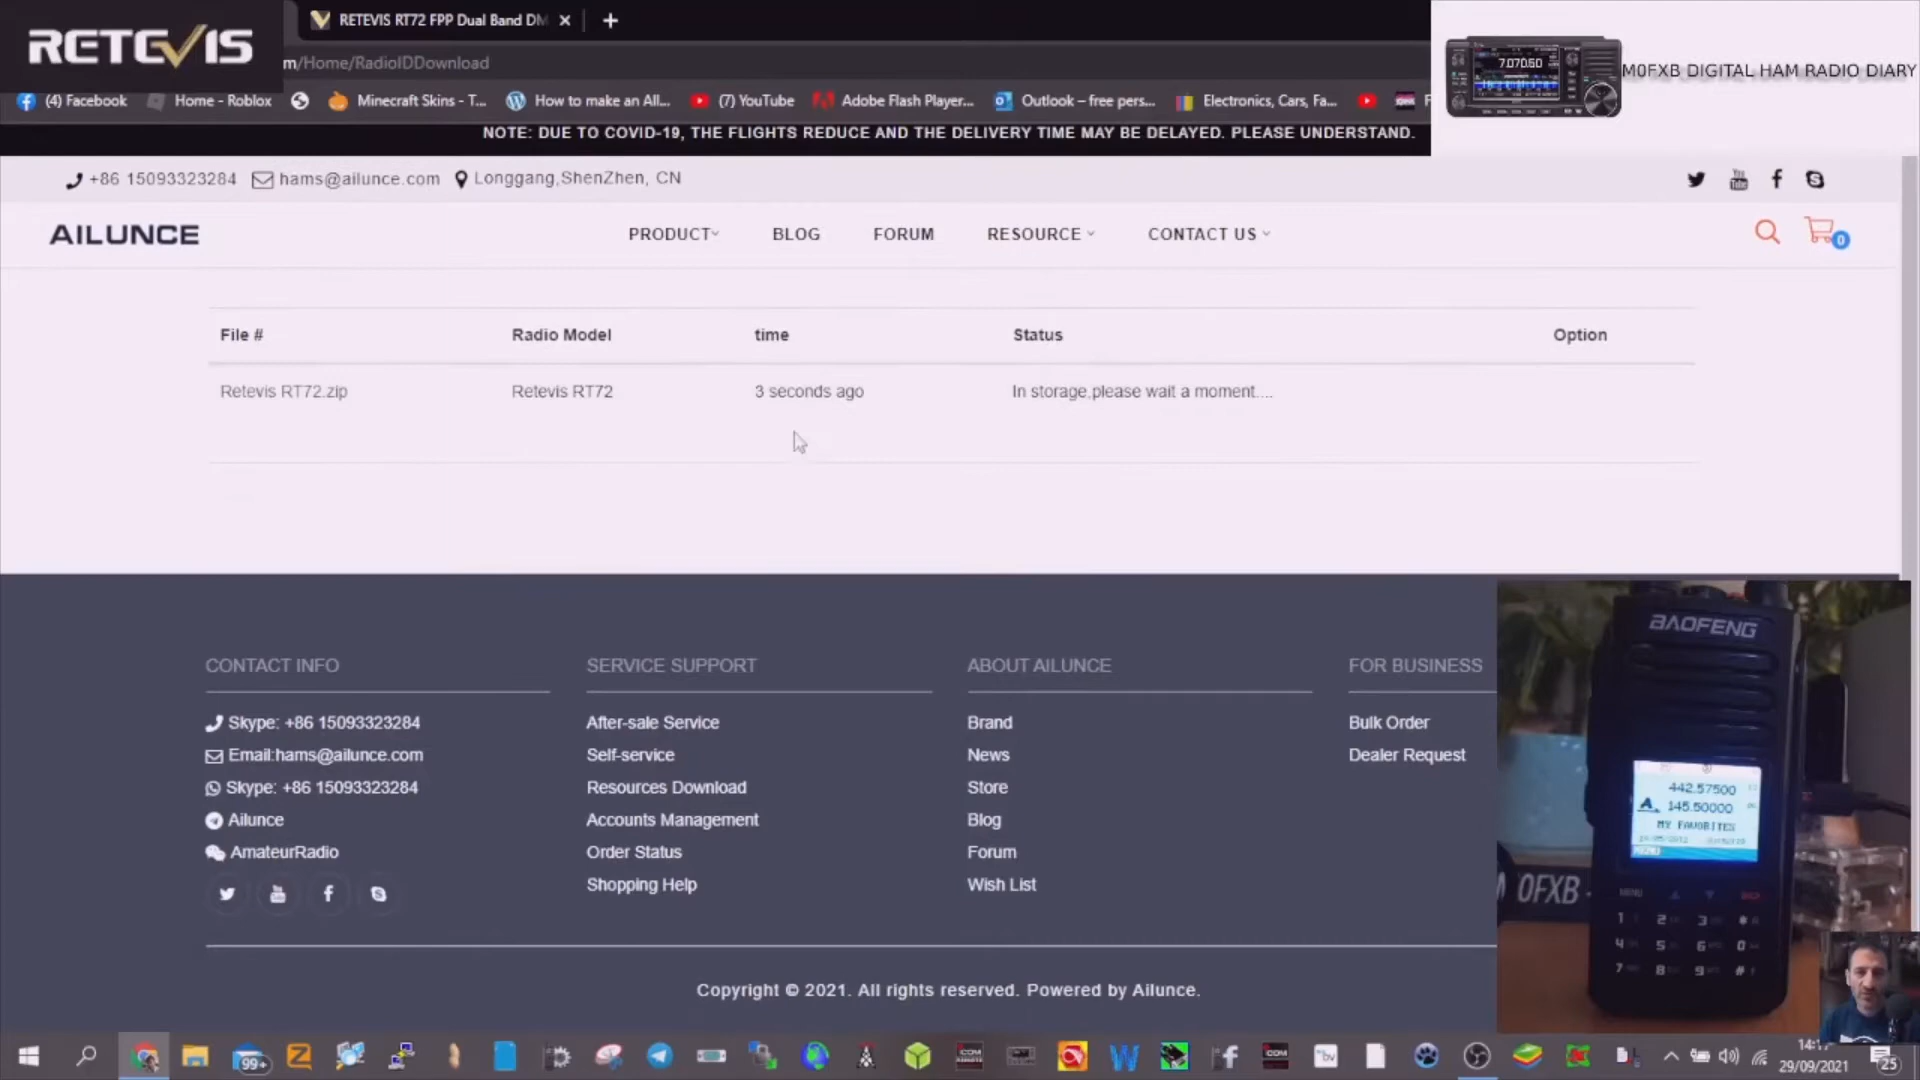 RETEVIS
RETEVIS RT72 FPP Dual Band DM
m/Home/RadioIDDownload
(4) Facebook
Home - Roblox
Minecraft Skins - T...
How to make an All...
(7) YouTube
Adobe Flash Player...
Outlook – free pers...
Electronics, Cars, Fa...
7.070.50
M0FXB DIGITAL HAM RADIO DIARY
NOTE: DUE TO COVID-19, THE FLIGHTS REDUCE AND THE DELIVERY TIME MAY BE DELAYED. PLEASE UNDERSTAND.
+86 15093323284
hams@ailunce.com
Longgang,ShenZhen, CN
AILUNCE
PRODUCT
BLOG
FORUM
RESOURCE
CONTACT US
0
File #
Radio Model
time
Status
Option
Retevis RT72.zip
Retevis RT72
3 seconds ago
In storage,please wait a moment....
CONTACT INFO
Skype: +86 15093323284
Email:hams@ailunce.com
Skype: +86 15093323284
Ailunce
AmateurRadio
SERVICE SUPPORT
After-sale Service
Self-service
Resources Download
Accounts Management
Order Status
Shopping Help
ABOUT AILUNCE
Brand
News
Store
Blog
Forum
Wish List
FOR BUSINESS
Bulk Order
Dealer Request
Copyright © 2021. All rights reserved. Powered by Ailunce.
BAOFENG
442.57500
A 145.50000
MY FAVORITES
MENU
0FXB
MENU
1 2 3 *
4 5 6 0
7 8 9 #
99+
29/09/2021
25